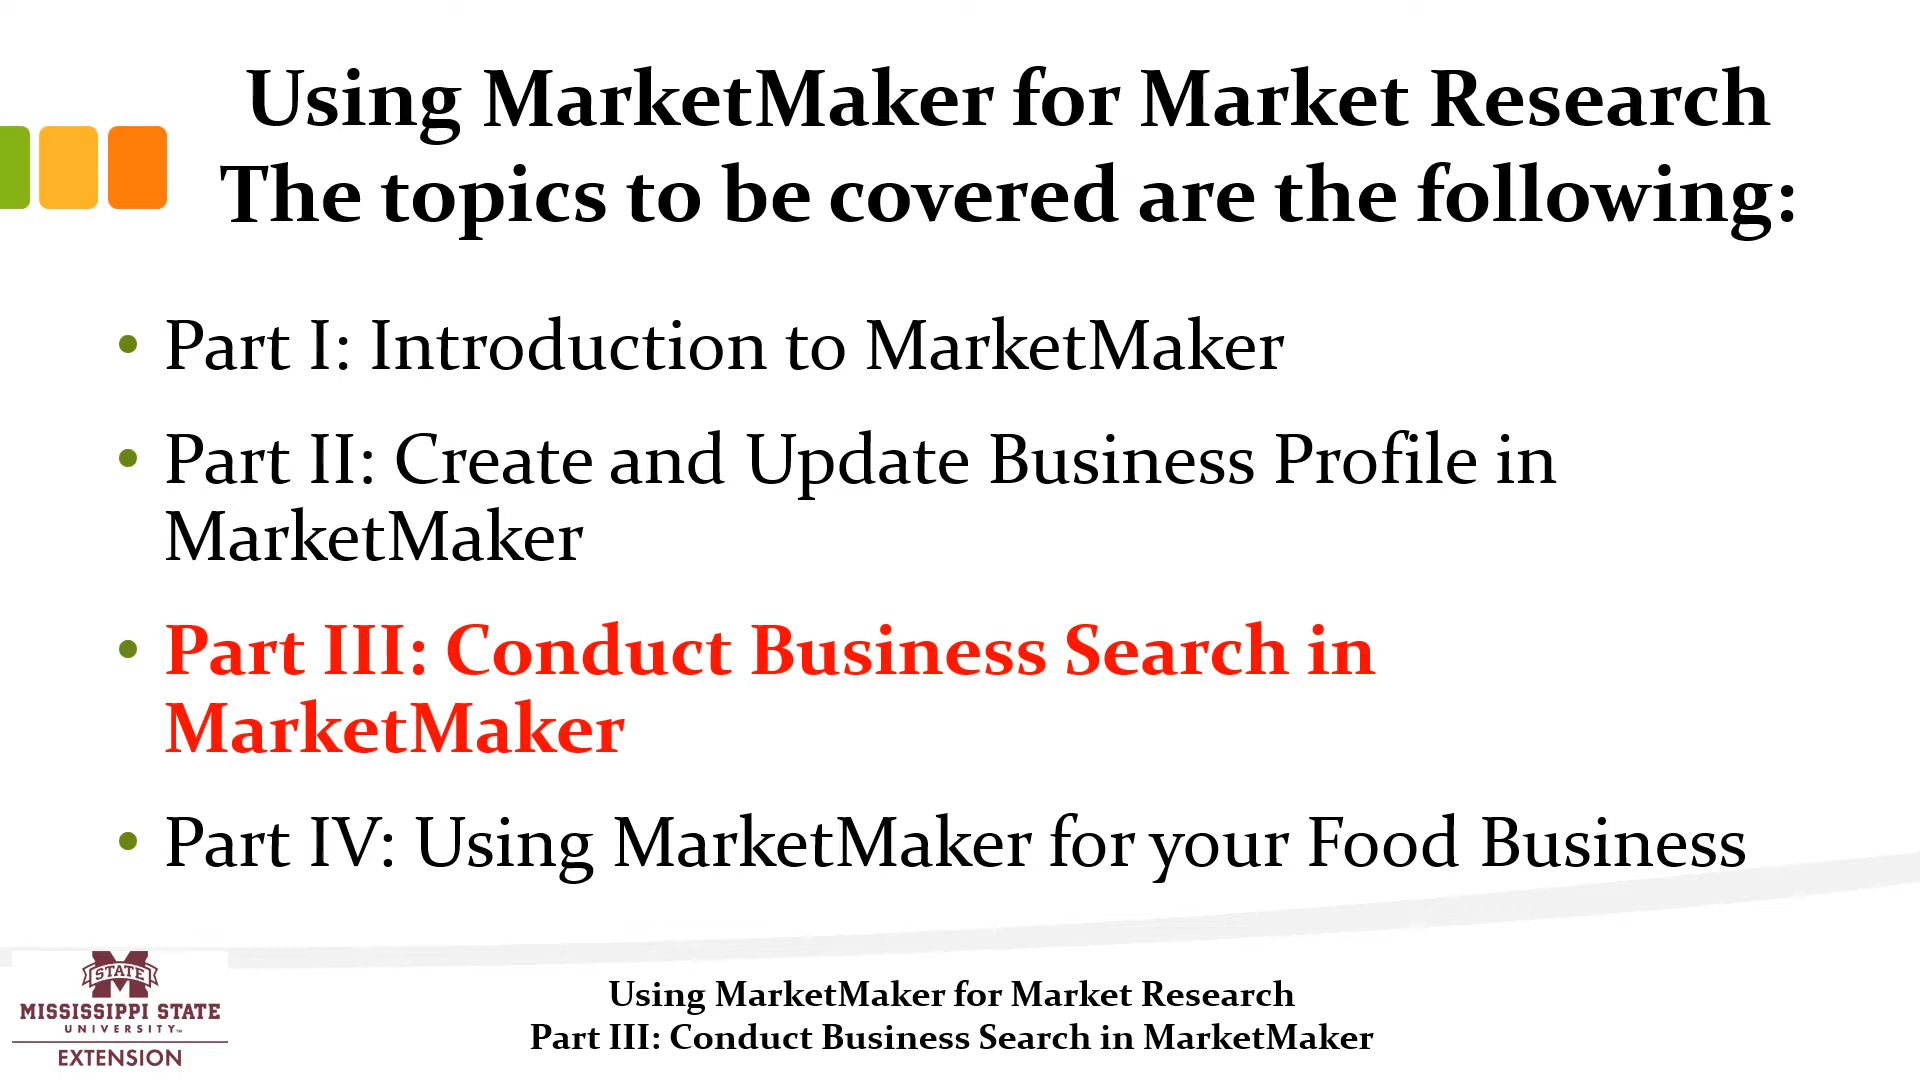 Using MarketMaker for Market Research
The topics to be covered are the following:
• Part I: Introduction to MarketMaker
• Part II: Create and Update Business Profile in
MarketMaker
• Part III: Conduct Business Search in
MarketMaker
• Part IV: Using MarketMaker for your Food Business
STATE
MISSISSIPPI STATE
UNIVERSITY™
EXTENSION
Using MarketMaker for Market Research
Part III: Conduct Business Search in MarketMaker